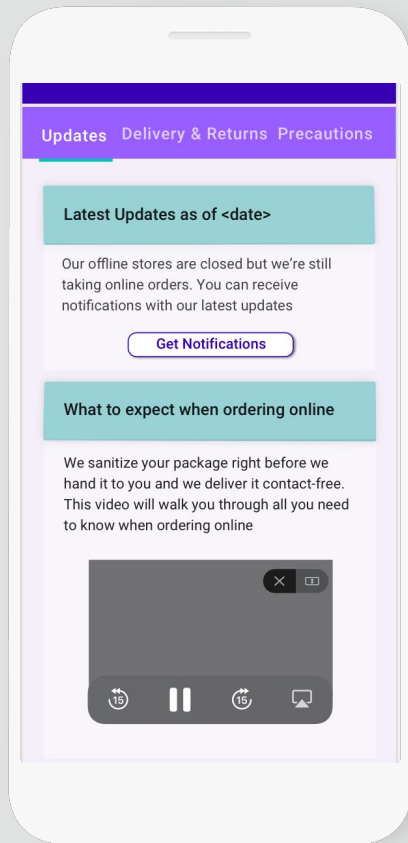 Updates Delivery & Returns Precautions
Latest Updates as of <date>
Our offline stores are closed but we're still
taking online orders. You can receive
notifications with our latest updates
Get Notifications
What to expect when ordering online
We sanitize your package right before we
hand it to you and we deliver it contact-free.
This video will walk you through all you need
to know when ordering online
15 15